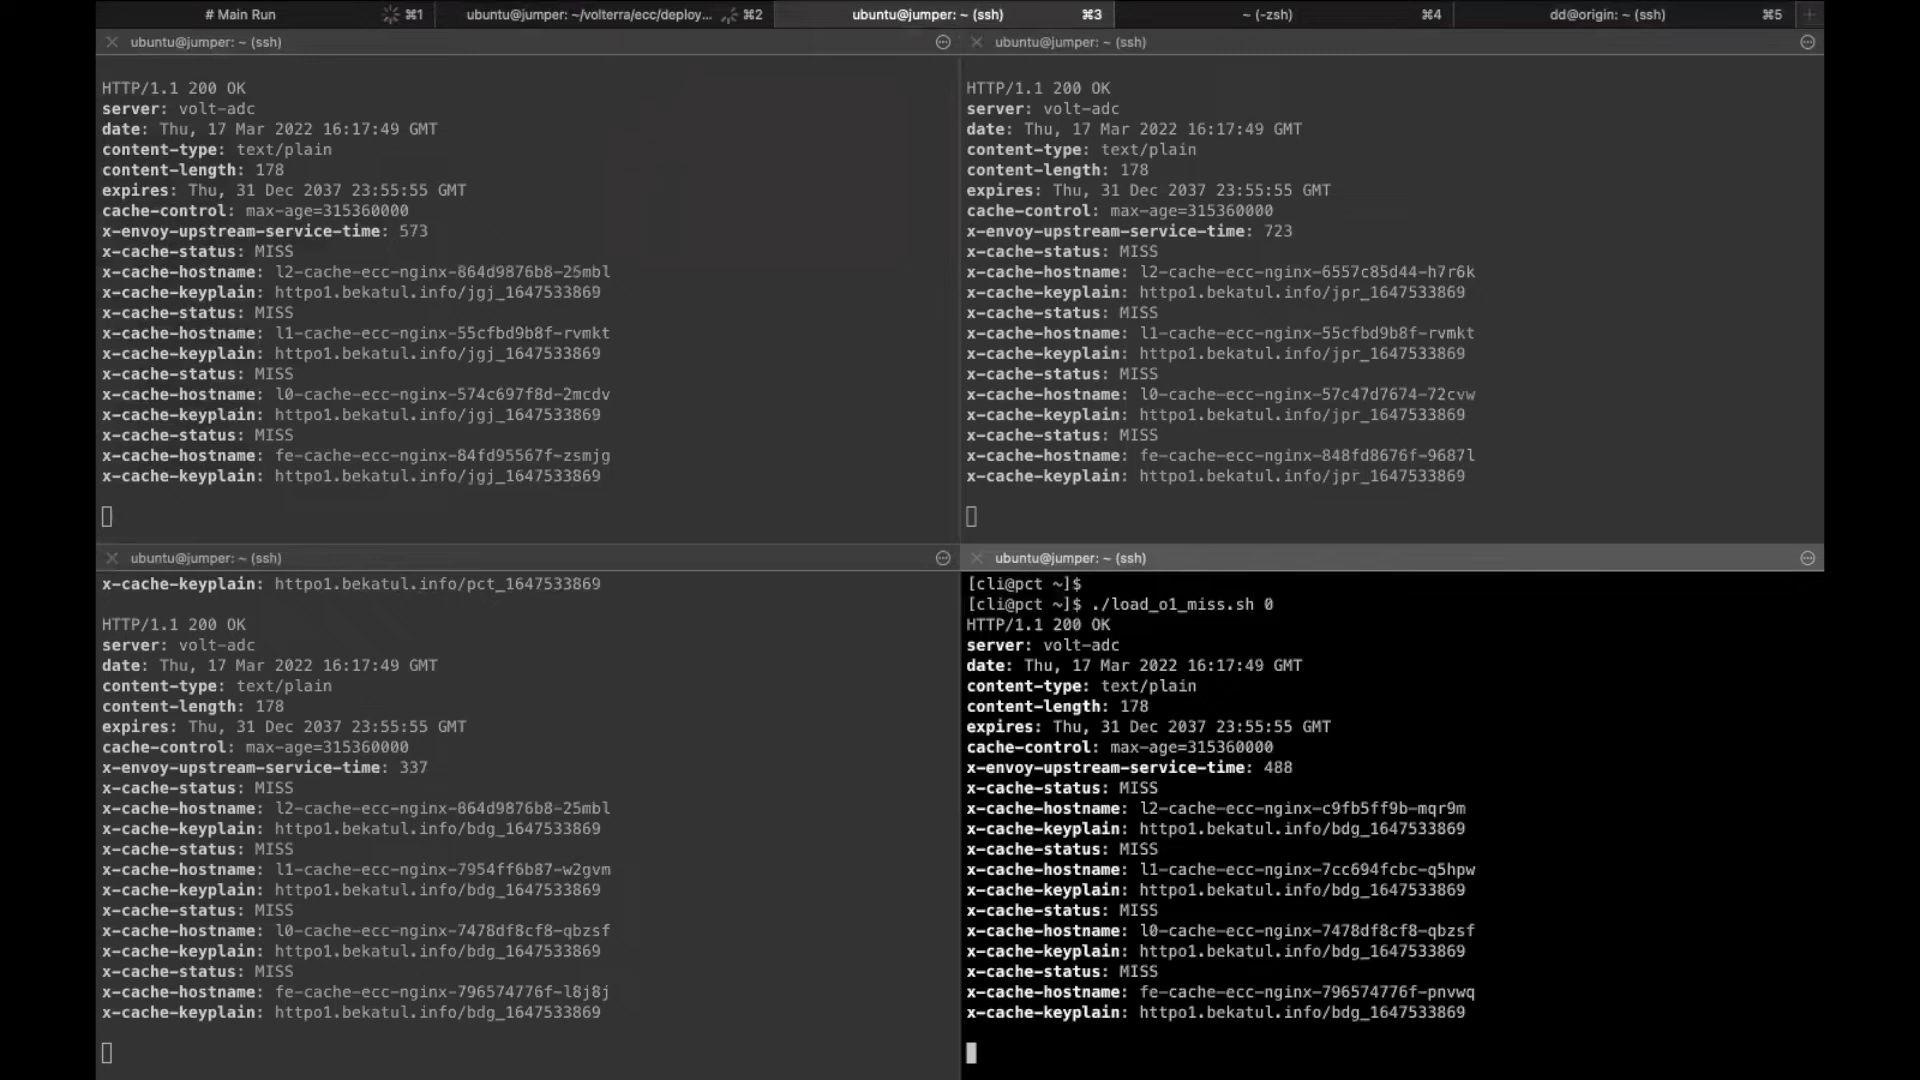 # Main Run ⌘1
ubuntu@jumper: ~/volterra/ecc/deploy... ⌘2
ubuntu@jumper: ~ (ssh) ⌘3
~ (-zsh) ⌘4
dd@origin: ~ (ssh) ⌘5
ubuntu@jumper: ~ (ssh)
HTTP/1.1 200 OK
server: volt-adc
date: Thu, 17 Mar 2022 16:17:49 GMT
content-type: text/plain
content-length: 178
expires: Thu, 31 Dec 2037 23:55:55 GMT
cache-control: max-age=315360000
x-envoy-upstream-service-time: 573
x-cache-status: MISS
x-cache-hostname: l2-cache-ecc-nginx-864d9876b8-25mbl
x-cache-keyplain: httpo1.bekatul.info/jgj_1647533869
x-cache-status: MISS
x-cache-hostname: l1-cache-ecc-nginx-55cfbd9b8f-rvmkt
x-cache-keyplain: httpo1.bekatul.info/jgj_1647533869
x-cache-status: MISS
x-cache-hostname: l0-cache-ecc-nginx-574c697f8d-2mcdv
x-cache-keyplain: httpo1.bekatul.info/jgj_1647533869
x-cache-status: MISS
x-cache-hostname: fe-cache-ecc-nginx-84fd95567f-zsmjg
x-cache-keyplain: httpo1.bekatul.info/jgj_1647533869
ubuntu@jumper: ~ (ssh)
HTTP/1.1 200 OK
server: volt-adc
date: Thu, 17 Mar 2022 16:17:49 GMT
content-type: text/plain
content-length: 178
expires: Thu, 31 Dec 2037 23:55:55 GMT
cache-control: max-age=315360000
x-envoy-upstream-service-time: 723
x-cache-status: MISS
x-cache-hostname: l2-cache-ecc-nginx-6557c85d44-h7r6k
x-cache-keyplain: httpo1.bekatul.info/jpr_1647533869
x-cache-status: MISS
x-cache-hostname: l1-cache-ecc-nginx-55cfbd9b8f-rvmkt
x-cache-keyplain: httpo1.bekatul.info/jpr_1647533869
x-cache-status: MISS
x-cache-hostname: l0-cache-ecc-nginx-57c47d7674-72cvw
x-cache-keyplain: httpo1.bekatul.info/jpr_1647533869
x-cache-status: MISS
x-cache-hostname: fe-cache-ecc-nginx-848fd8676f-9687l
x-cache-keyplain: httpo1.bekatul.info/jpr_1647533869
ubuntu@jumper: ~ (ssh)
x-cache-keyplain: httpo1.bekatul.info/pct_1647533869
HTTP/1.1 200 OK
server: volt-adc
date: Thu, 17 Mar 2022 16:17:49 GMT
content-type: text/plain
content-length: 178
expires: Thu, 31 Dec 2037 23:55:55 GMT
cache-control: max-age=315360000
x-envoy-upstream-service-time: 337
x-cache-status: MISS
x-cache-hostname: l2-cache-ecc-nginx-864d9876b8-25mbl
x-cache-keyplain: httpo1.bekatul.info/bdg_1647533869
x-cache-status: MISS
x-cache-hostname: l1-cache-ecc-nginx-7954ff6b87-w2gvm
x-cache-keyplain: httpo1.bekatul.info/bdg_1647533869
x-cache-status: MISS
x-cache-hostname: l0-cache-ecc-nginx-7478df8cf8-qbzsf
x-cache-keyplain: httpo1.bekatul.info/bdg_1647533869
x-cache-status: MISS
x-cache-hostname: fe-cache-ecc-nginx-796574776f-l8j8j
x-cache-keyplain: httpo1.bekatul.info/bdg_1647533869
ubuntu@jumper: ~ (ssh)
[cli@pct ~]$
[cli@pct ~]$ ./load_o1_miss.sh 0
HTTP/1.1 200 OK
server: volt-adc
date: Thu, 17 Mar 2022 16:17:49 GMT
content-type: text/plain
content-length: 178
expires: Thu, 31 Dec 2037 23:55:55 GMT
cache-control: max-age=315360000
x-envoy-upstream-service-time: 488
x-cache-status: MISS
x-cache-hostname: l2-cache-ecc-nginx-c9fb5ff9b-mqr9m
x-cache-keyplain: httpo1.bekatul.info/bdg_1647533869
x-cache-status: MISS
x-cache-hostname: l1-cache-ecc-nginx-7cc694fcbc-q5hpw
x-cache-keyplain: httpo1.bekatul.info/bdg_1647533869
x-cache-status: MISS
x-cache-hostname: l0-cache-ecc-nginx-7478df8cf8-qbzsf
x-cache-keyplain: httpo1.bekatul.info/bdg_1647533869
x-cache-status: MISS
x-cache-hostname: fe-cache-ecc-nginx-796574776f-pnvwq
x-cache-keyplain: httpo1.bekatul.info/bdg_1647533869